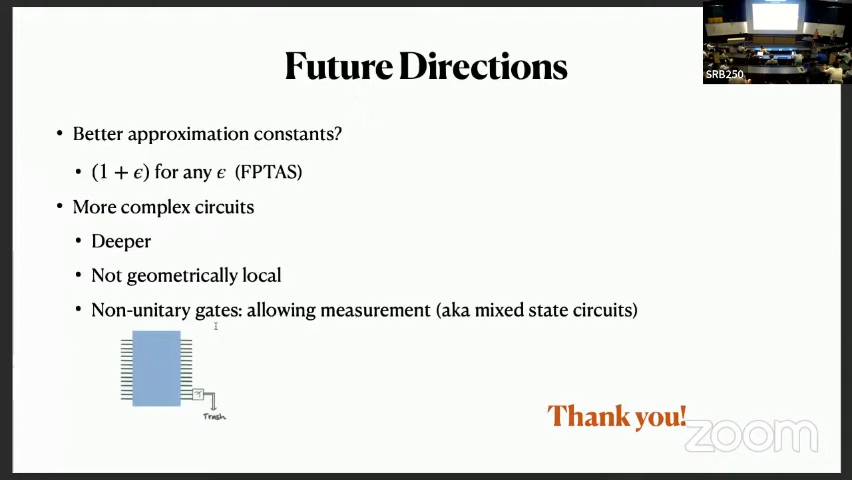 Future Directions
SRB250
• Better approximation constants?
• (1 + ϵ) for any ϵ (FPTAS)
• More complex circuits
• Deeper
• Not geometrically local
• Non-unitary gates: allowing measurement (aka mixed state circuits)
Trash
Thank you!
zoom